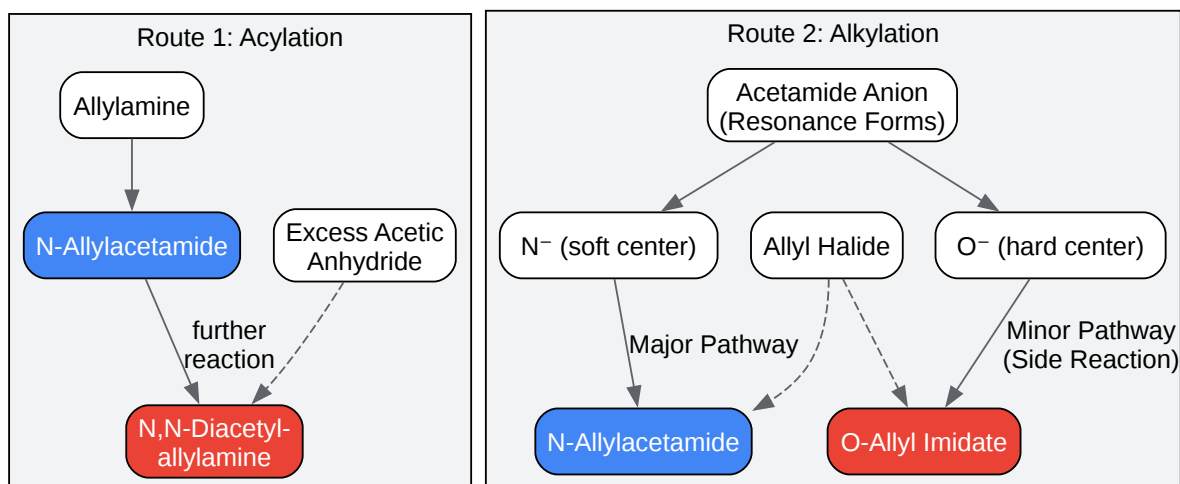 Route 1: Acylation
Allylamine
N-Allylacetamide
Excess Acetic
Anhydride
further
reaction
N,N-Diacetyl-
allylamine
Route 2: Alkylation
Acetamide Anion
(Resonance Forms)
N⁻ (soft center)
Allyl Halide
O⁻ (hard center)
Major Pathway
Minor Pathway
(Side Reaction)
N-Allylacetamide
O-Allyl Imidate